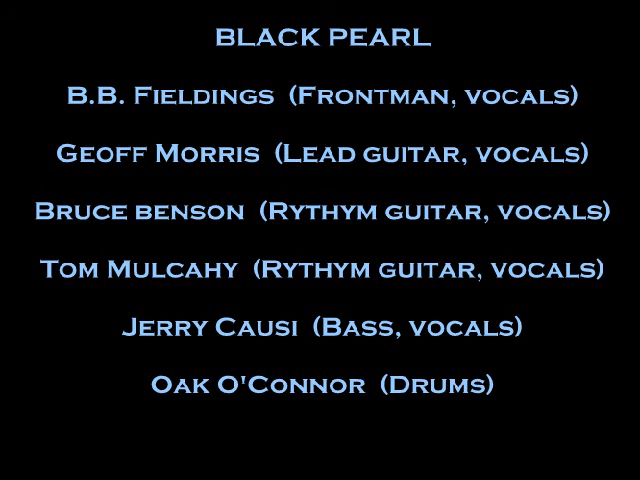 BLACK PEARL
B.B. Fieldings (Frontman, vocals)
Geoff Morris (Lead guitar, vocals)
Bruce benson (Rythym guitar, vocals)
Tom Mulcahy (Rythym guitar, vocals)
Jerry Causi (Bass, vocals)
Oak O'Connor (Drums)